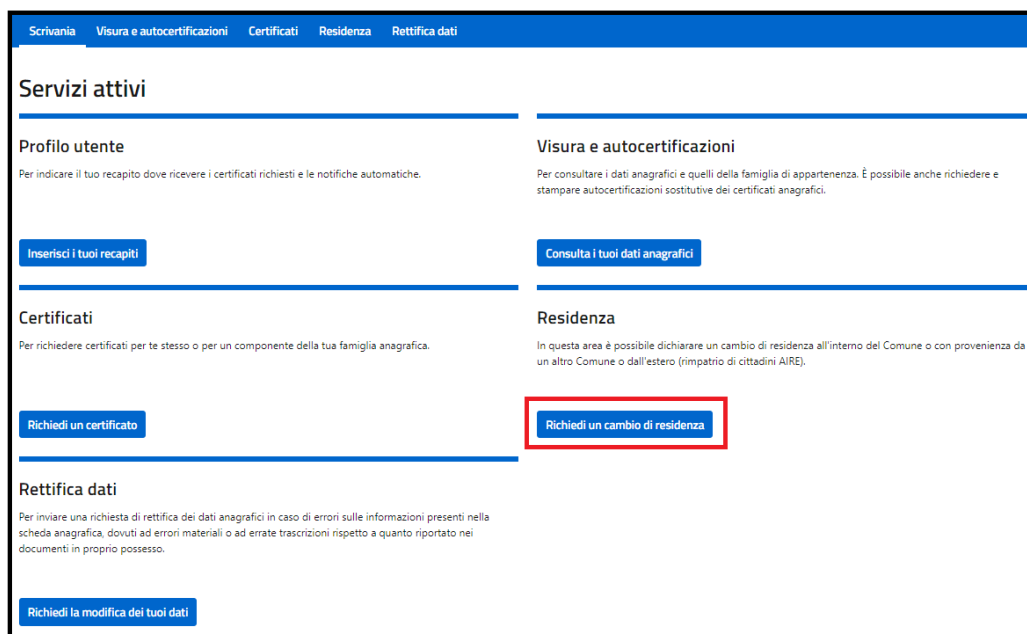 Scrivania Visura e autocertificazioni Certificati Residenza Rettifica dati
Servizi attivi
Profilo utente
Per indicare il tuo recapito dove ricevere i certificati richiesti e le notifiche automatiche.
Inserisci i tuoi recapiti
Visura e autocertificazioni
Per consultare i dati anagrafici e quelli della famiglia di appartenenza. È possibile anche richiedere e
stampare autocertificazioni sostitutive dei certificati anagrafici.
Consulta i tuoi dati anagrafici
Certificati
Per richiedere certificati per te stesso o per un componente della tua famiglia anagrafica.
Richiedi un certificato
Residenza
In questa area è possibile dichiarare un cambio di residenza all'interno del Comune o con provenienza da
un altro Comune o dall'estero (rimpatrio di cittadini AIRE).
Richiedi un cambio di residenza
Rettifica dati
Per inviare una richiesta di rettifica dei dati anagrafici in caso di errori sulle informazioni presenti nella
scheda anagrafica, dovuti ad errori materiali o ad errate trascrizioni rispetto a quanto riportato nei
documenti in proprio possesso.
Richiedi la modifica dei tuoi dati